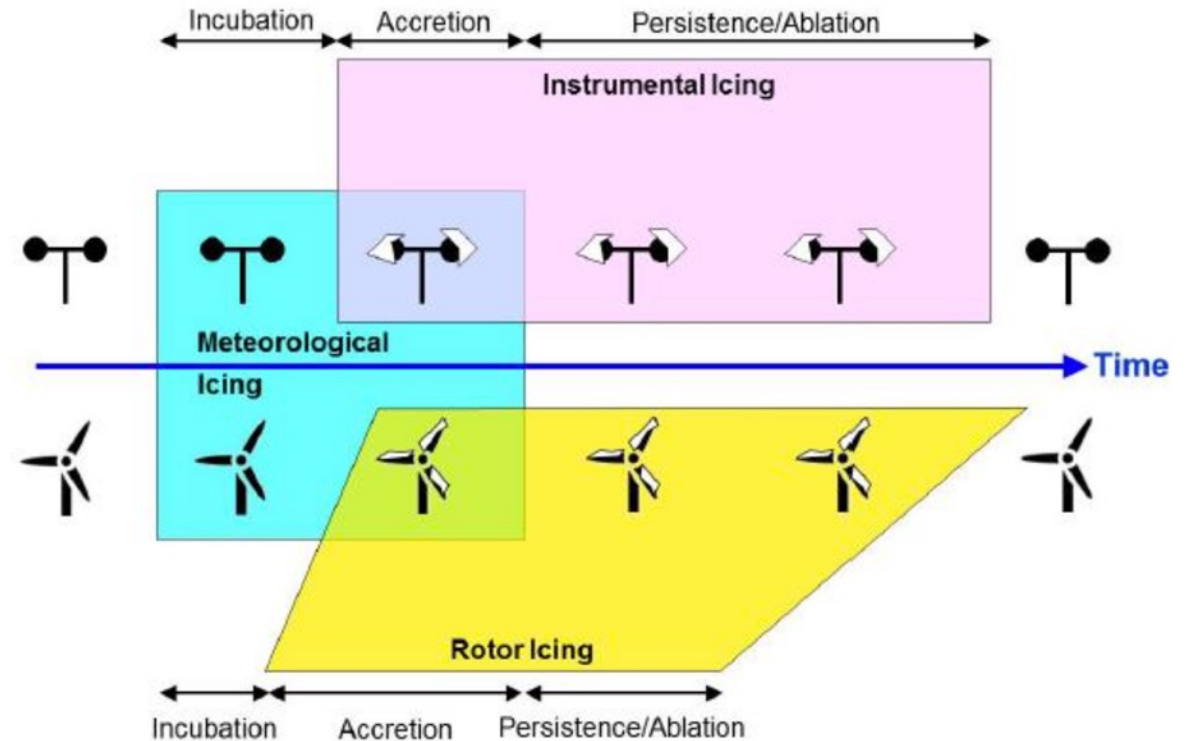 Incubation Accretion Persistence/Ablation
Instrumental Icing
Meteorological
Time
Icing
Rotor Icing
Incubation Accretion Persistence/Ablation